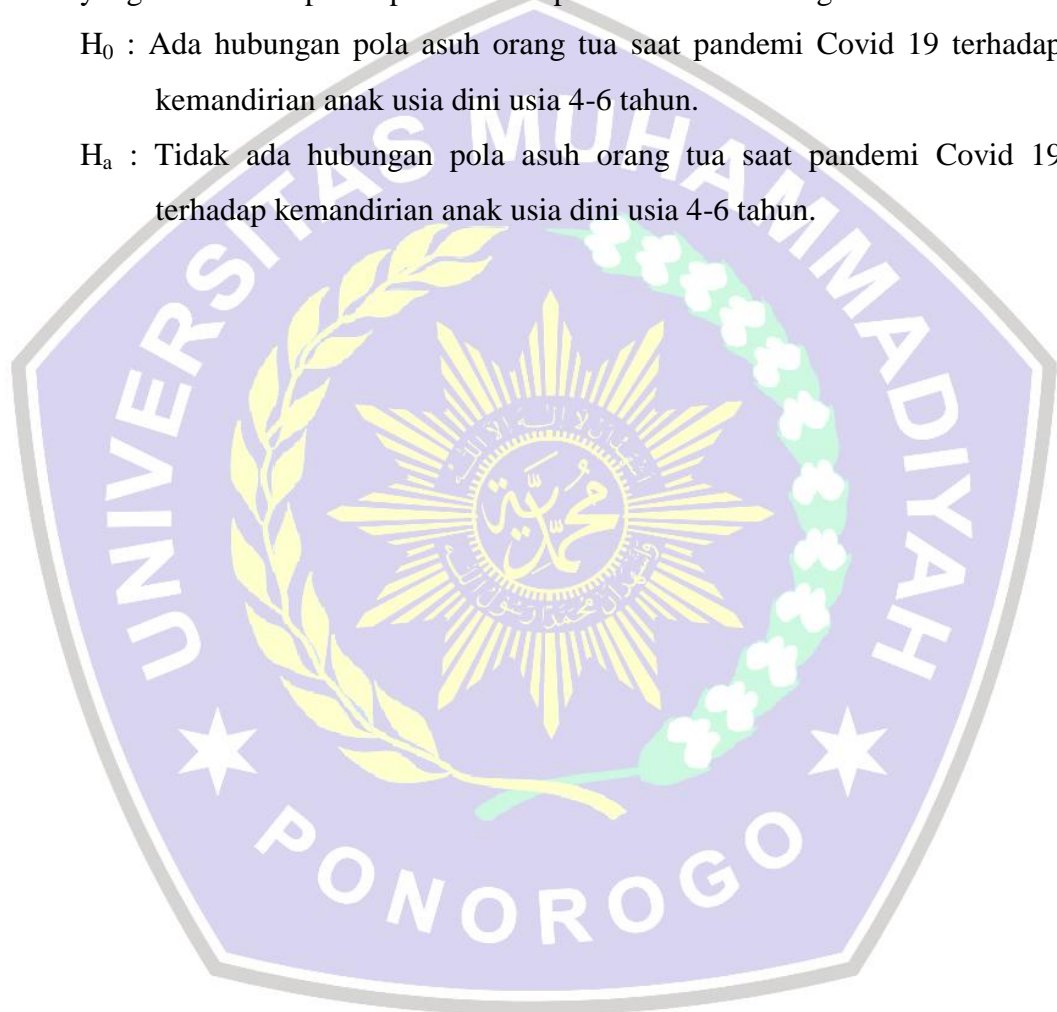 H₀ : Ada hubungan pola asuh orang tua saat pandemi Covid 19 terhadap
kemandirian anak usia dini usia 4-6 tahun.
Hₐ : Tidak ada hubungan pola asuh orang tua saat pandemi Covid 19
terhadap kemandirian anak usia dini usia 4-6 tahun.
UNIVERSITAS MUHAMMADIYAH
محمد
PONOROGO